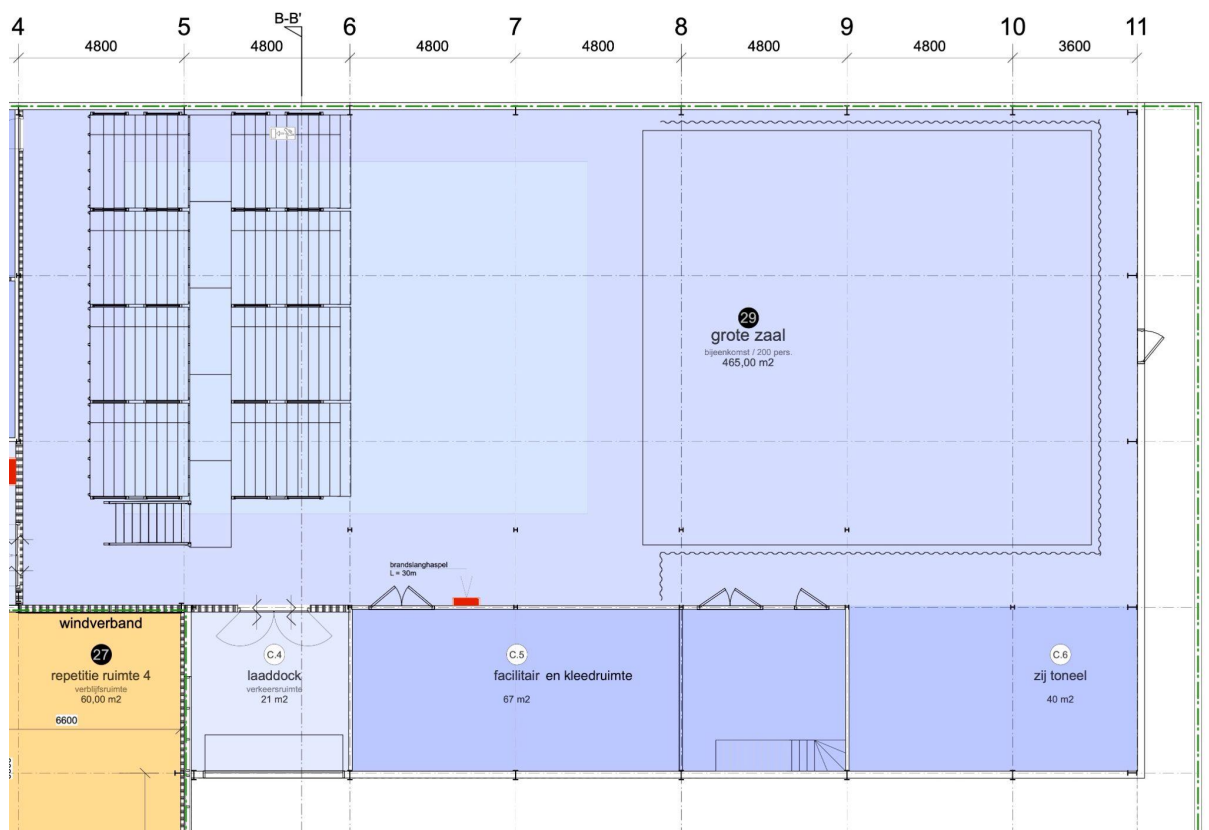 B-B'
4 5 6 7 8 9 10 11
4800 4800 4800 4800 4800 4800 3600
29
grote zaal
bijeenkomst / 200 pers.
465,00 m2
brandslanghaspel
L = 30m
windverband
27
repetitie ruimte 4
verblijfsruimte
60,00 m2
6600
C.4
laaddock
verkeersruimte
21 m2
C.5
facilitair en kleedruimte
67 m2
C.6
zij toneel
40 m2